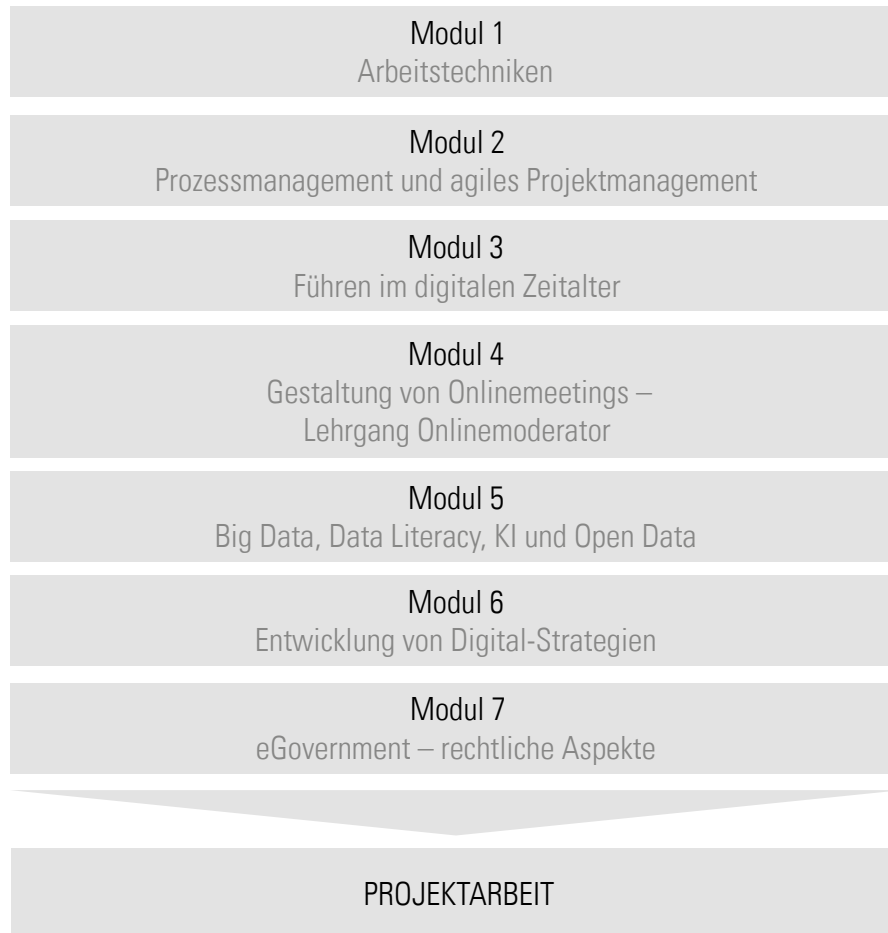 Modul 1
Arbeitstechniken
Modul 2
Prozessmanagement und agiles Projektmanagement
Modul 3
Führen im digitalen Zeitalter
Modul 4
Gestaltung von Onlinemeetings –
Lehrgang Onlinemoderator
Modul 5
Big Data, Data Literacy, KI und Open Data
Modul 6
Entwicklung von Digital-Strategien
Modul 7
eGovernment – rechtliche Aspekte
PROJEKTARBEIT